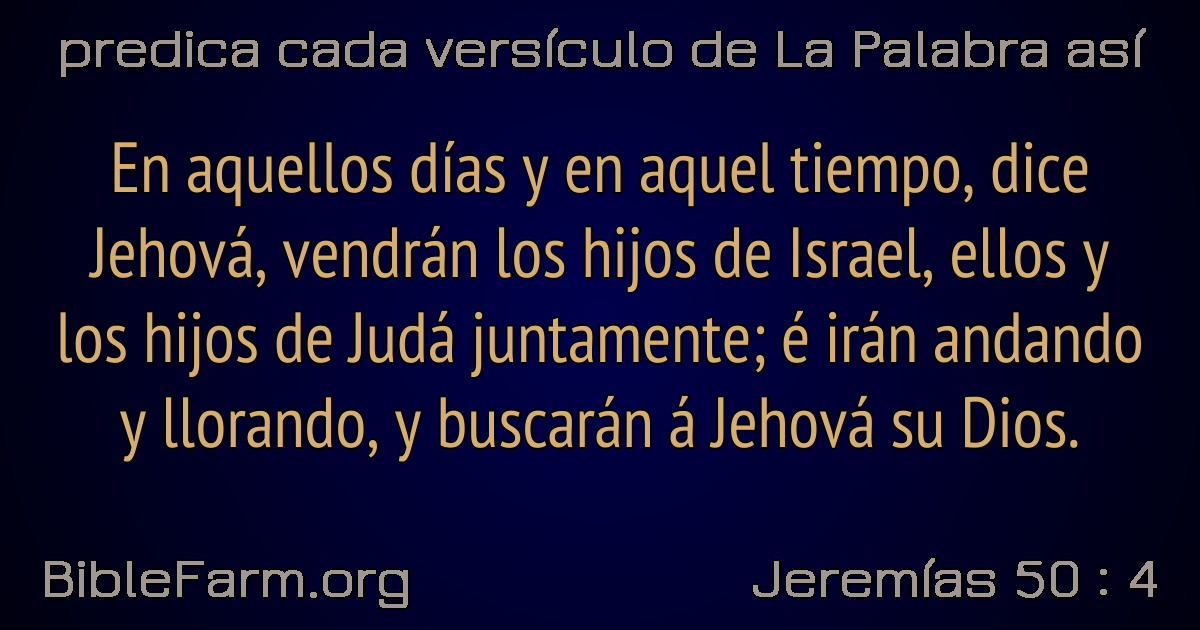 predica cada versículo de La Palabra así
En aquellos días y en aquel tiempo, dice
Jehová, vendrán los hijos de Israel, ellos y
los hijos de Judá juntamente; é irán andando
y llorando, y buscarán á Jehová su Dios.
BibleFarm.org
Jeremías 50 : 4